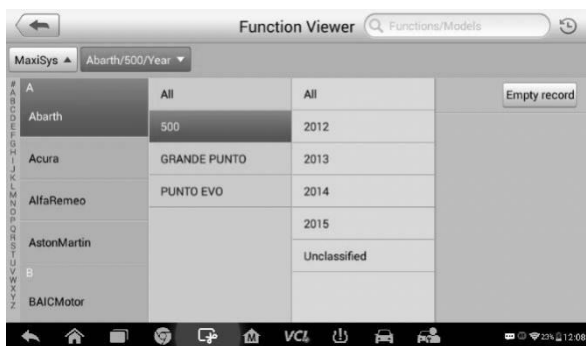 Function Viewer
Functions/Models
MaxiSys ▲
Abarth/500/Year ▼
#
A
B
C
D
E
F
G
H
I
J
K
L
M
N
O
P
Q
R
S
T
U
V
W
X
Y
Z
A
Abarth
Acura
AlfaRomeo
AstonMartin
B
BAICMotor
All
500
GRANDE PUNTO
PUNTO EVO
All
2012
2013
2014
2015
Unclassified
Empty record
M
VCI
23%
12:08